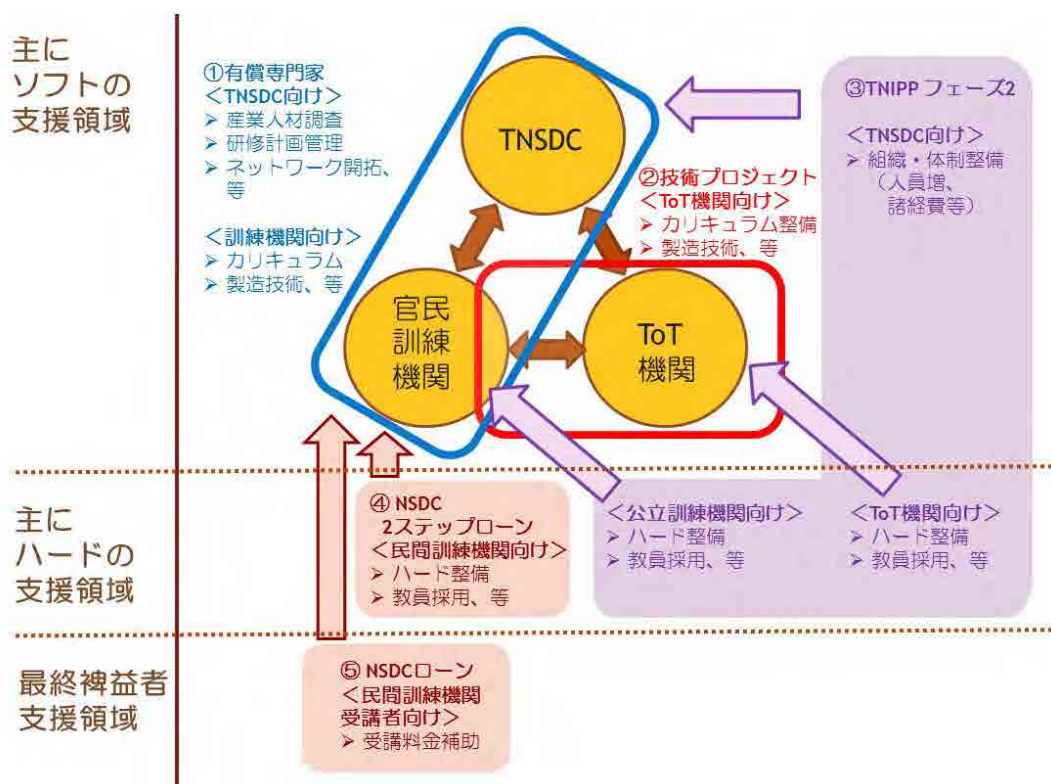 主に
ソフトの
支援領域
①有償専門家
<TNSDC向け>
➢ 産業人材調査
➢ 研修計画管理
➢ ネットワーク開拓、
等
<訓練機関向け>
➢ カリキュラム
➢ 製造技術、等
TNSDC
②技術プロジェクト
<ToT機関向け>
➢ カリキュラム整備
➢ 製造技術、等
③TNIPP フェーズ2
<TNSDC向け>
➢ 組織・体制整備
(人員増、
諸経費等)
官民
訓練
機関
ToT
機関
主に
ハードの
支援領域
④ NSDC
2ステップローン
<民間訓練機関向け>
➢ ハード整備
➢ 教員採用、等
<公立訓練機関向け>
➢ ハード整備
➢ 教員採用、等
<ToT機関向け>
➢ ハード整備
➢ 教員採用、等
最終裨益者
支援領域
⑤ NSDCローン
<民間訓練機関
受講者向け>
➢ 受講料金補助